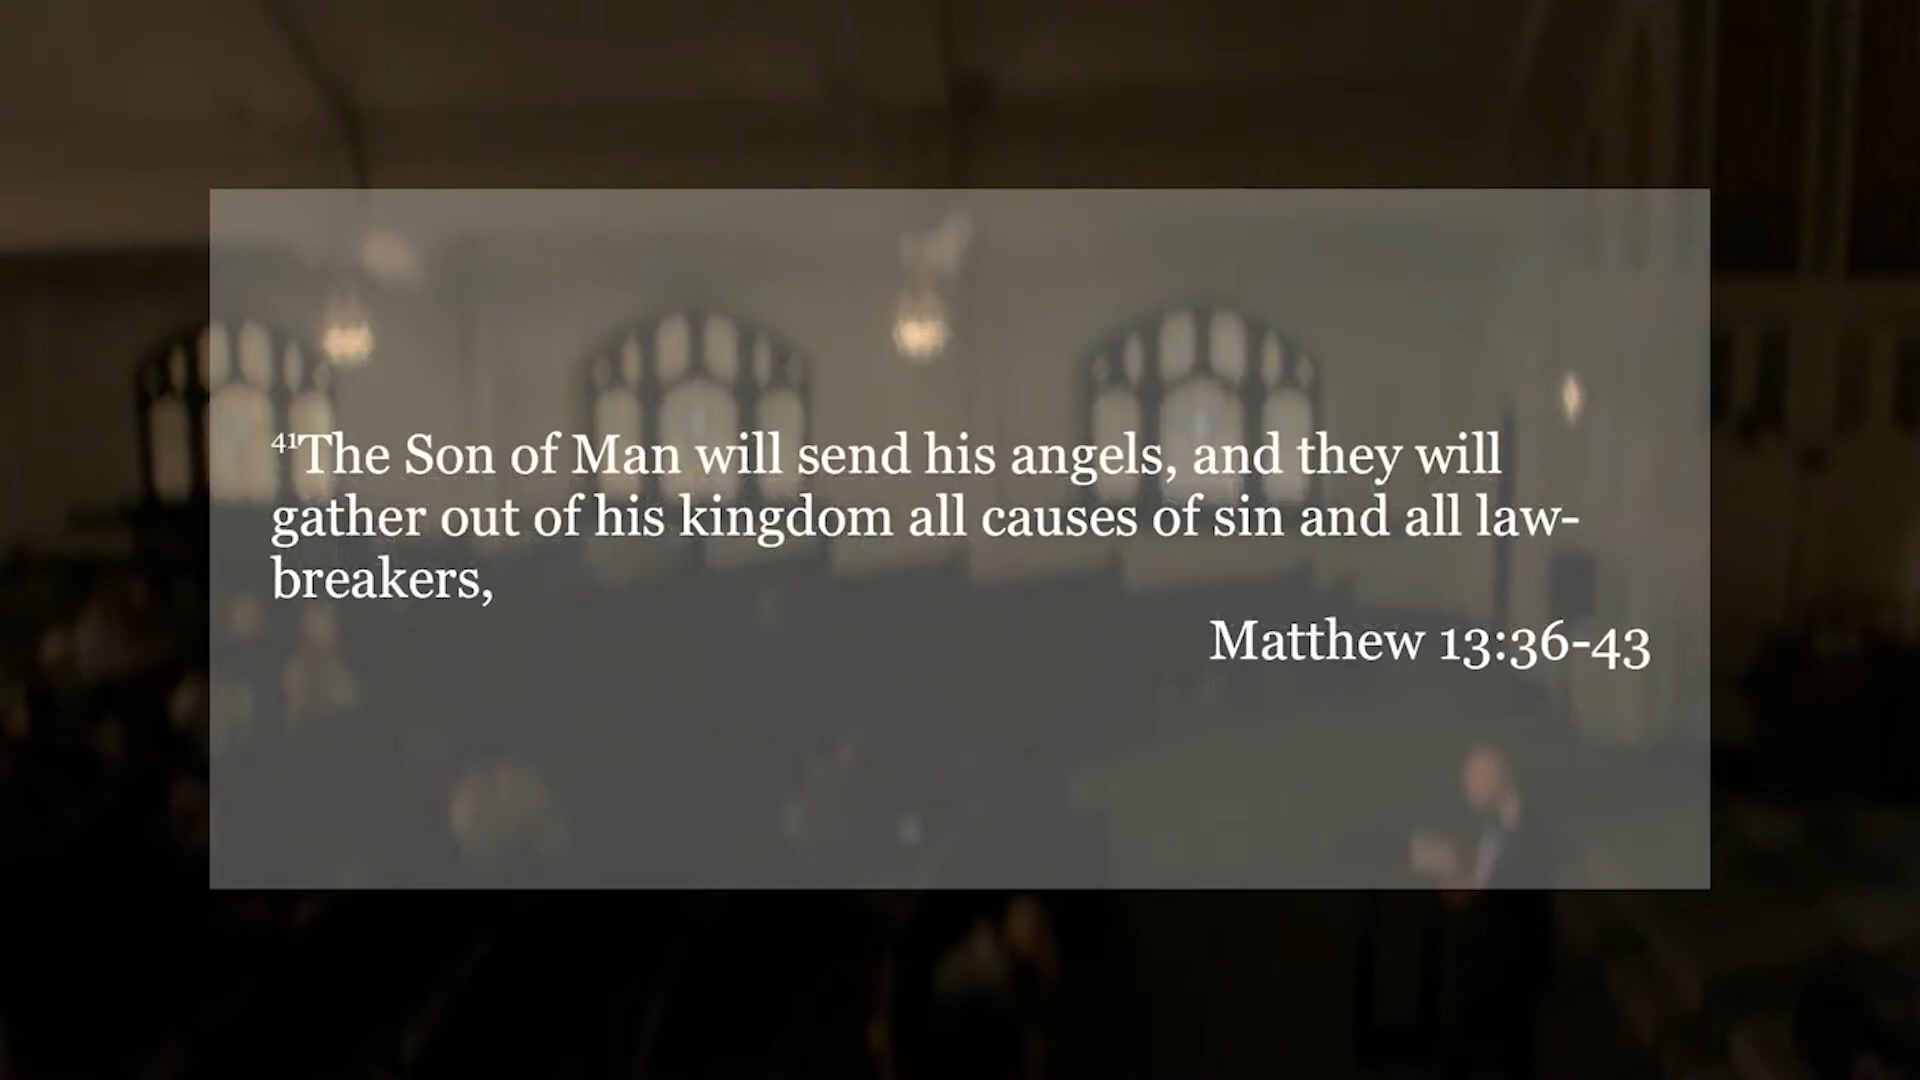 ⁴¹The Son of Man will send his angels, and they will
gather out of his kingdom all causes of sin and all law-
breakers,
Matthew 13:36-43